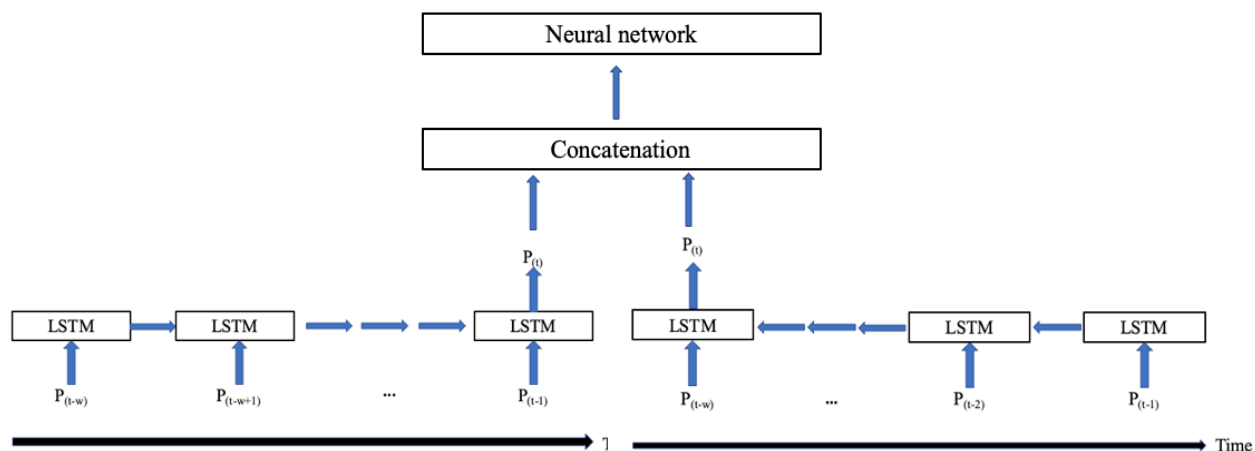 Neural network
Concatenation
P(t) P(t)
LSTM LSTM LSTM LSTM LSTM LSTM
P(t-w) P(t-w+1) ... P(t-1) P(t-w) ... P(t-2) P(t-1)
Time